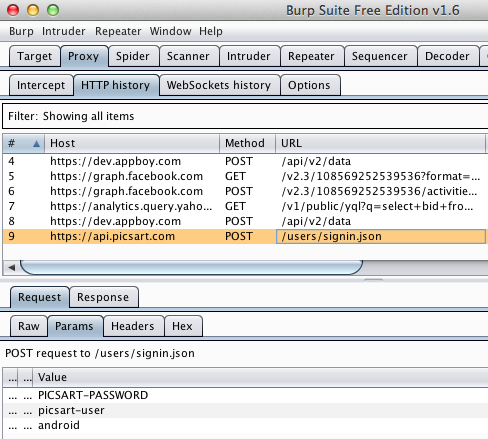 Burp Suite Free Edition v1.6
Burp Intruder Repeater Window Help
Target Proxy Spider Scanner Intruder Repeater Sequencer Decoder
Intercept HTTP history WebSockets history Options
Filter: Showing all items
# Host Method URL
4 https://dev.appboy.com POST /api/v2/data
5 https://graph.facebook.com GET /v2.3/108569252539536?format=...
6 https://graph.facebook.com POST /v2.3/108569252539536/activitie...
7 https://analytics.query.yaho... GET /v1/public/yql?q=select+bid+fro...
8 https://dev.appboy.com POST /api/v2/data
9 https://api.picsart.com POST /users/signin.json
Request Response
Raw Params Headers Hex
POST request to /users/signin.json
... ... Value
... ... PICSART-PASSWORD
... ... picsart-user
... ... android